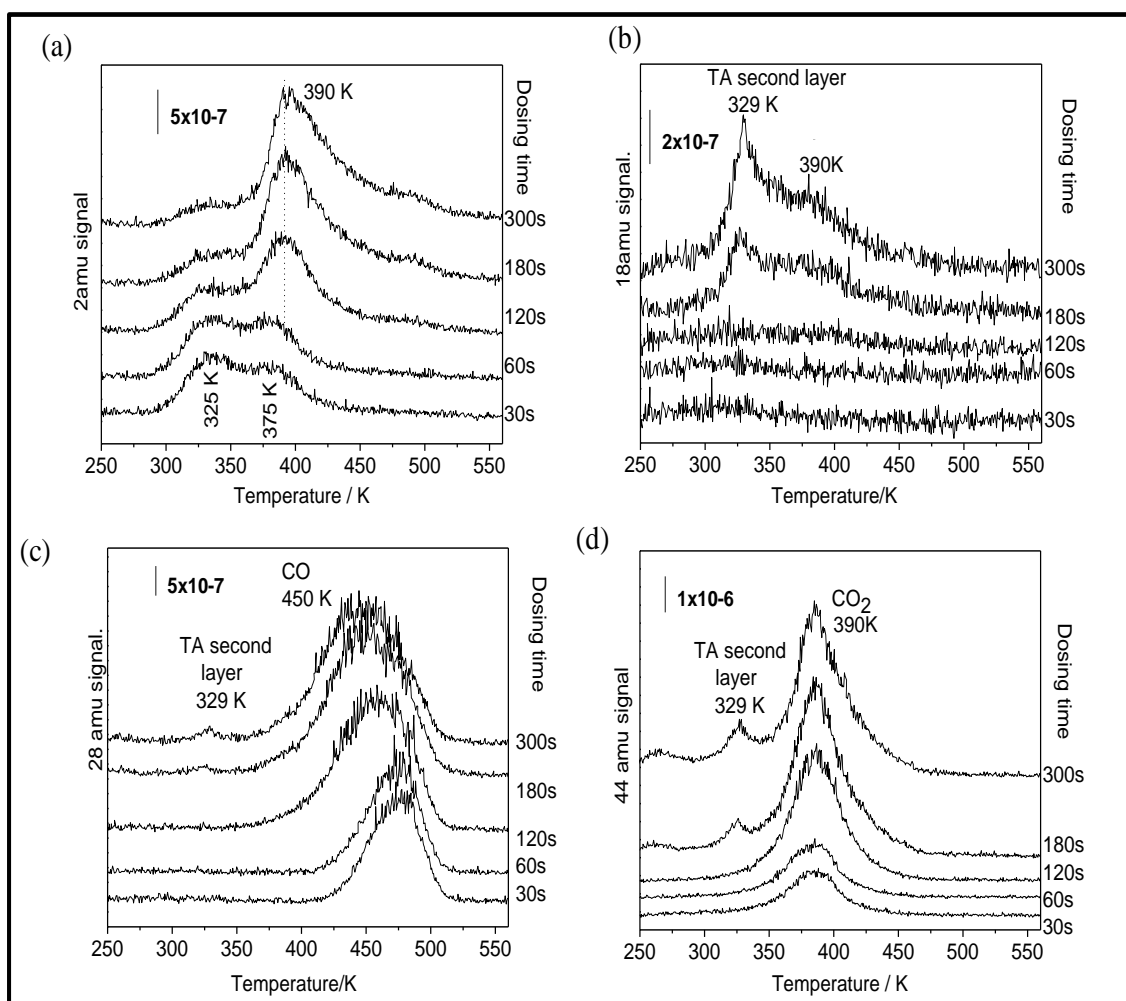 (a)
5x10-7
390 K
325 K
375 K
2amu signal
Dosing time
300s
180s
120s
60s
30s
250 300 350 400 450 500 550
Temperature / K
(b)
TA second layer
329 K
2x10-7
390K
18amu signal.
Dosing time
300s
180s
120s
60s
30s
250 300 350 400 450 500 550
Temperature/K
(c)
5x10-7
CO
450 K
TA second
layer
329 K
28 amu signal.
Dosing time
300s
180s
120s
60s
30s
250 300 350 400 450 500 550
Temperature/K
(d)
1x10-6
CO2
390K
TA second
layer
329 K
44 amu signal
Dosing time
300s
180s
120s
60s
30s
250 300 350 400 450 500 550
Temperature/K